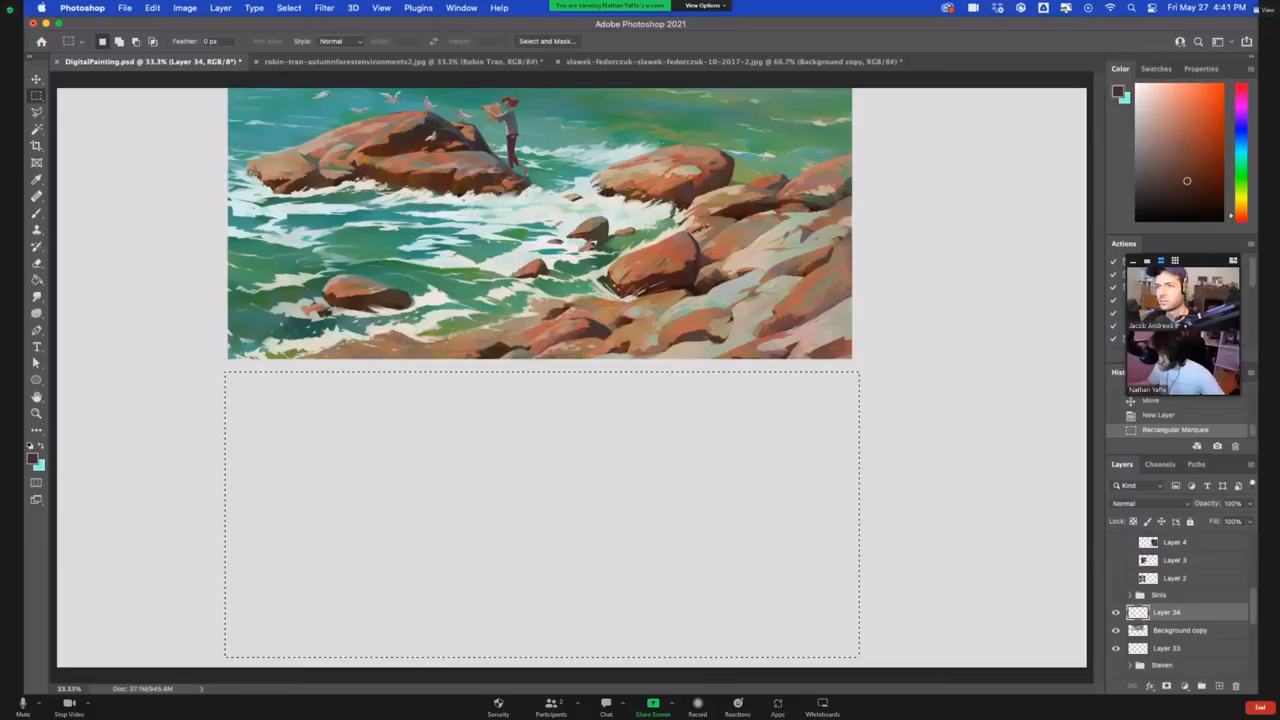 You are viewing Nathan Yaffe's screen
View Options
Photoshop File Edit Image Layer Type Select Filter 3D View Plugins Window Help
Fri May 27 4:41 PM
View
Adobe Photoshop 2021
Feather: 0 px Anti-alias Style: Normal Width: Height: Select and Mask...
DigitalPainting.psd @ 33.3% (Layer 34, RGB/8*) *
robin-tran-autumnforestenvironmentv2.jpg @ 33.3% (Robin Tran, RGB/8#) *
slawek-fedorczuk-slawek-fedorczuk-10-2017-2.jpg @ 66.7% (Background copy, RGB/8#) *
Color Swatches Properties
Actions
Jacob Andrews
Nathan Yaffe
Hist
Move
New Layer
Rectangular Marquee
Layers Channels Paths
Kind
Normal Opacity: 100%
Lock: Fill: 100%
Layer 4
Layer 3
Layer 2
Sinix
Layer 34
Background copy
Layer 33
Steven
33.33% Doc: 37.1M/945.4M
Mute
Stop Video
Security
Participants 2
Chat
Share Screen
Record
Reactions
Apps
Whiteboards
End